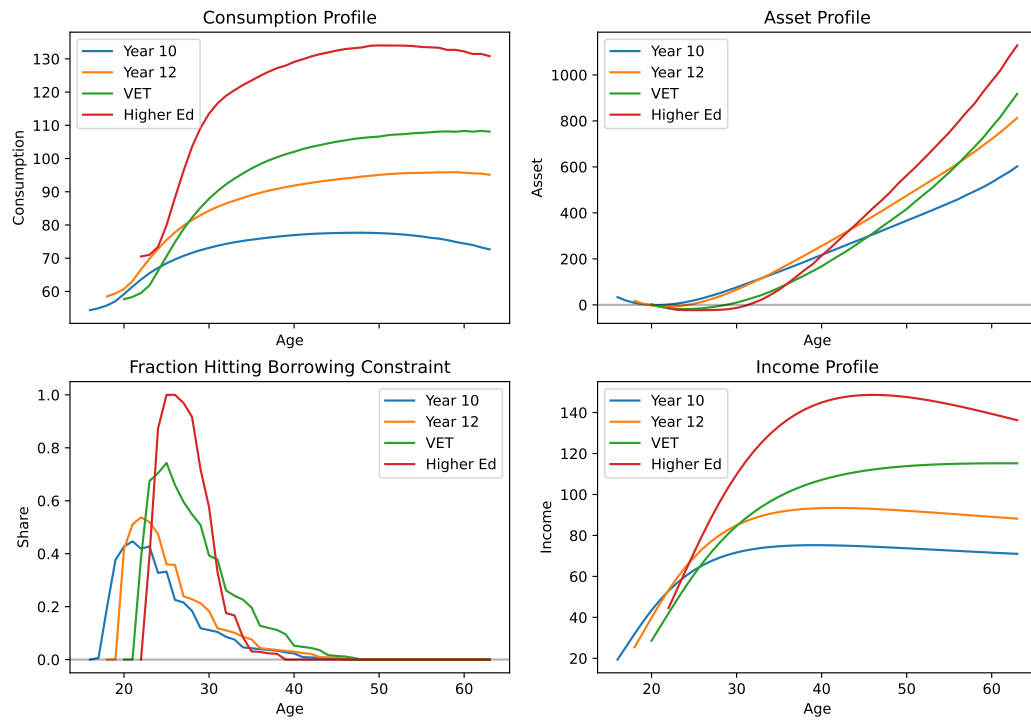 Consumption Profile
Year 10
Year 12
VET
Higher Ed
130
120
110
100
90
80
70
60
Consumption
Age
Asset Profile
Year 10
Year 12
VET
Higher Ed
1000
800
600
400
200
0
Asset
Age
Fraction Hitting Borrowing Constraint
Year 10
Year 12
VET
Higher Ed
1.0
0.8
0.6
0.4
0.2
0.0
Share
20 30 40 50 60
Age
Income Profile
Year 10
Year 12
VET
Higher Ed
140
120
100
80
60
40
20
Income
20 30 40 50 60
Age